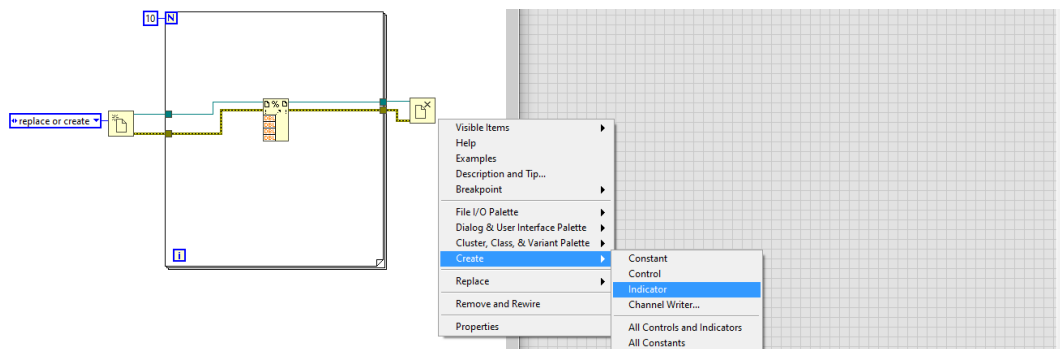 10
N
replace or create
% 
i
Visible Items
Help
Examples
Description and Tip...
Breakpoint
File I/O Palette
Dialog & User Interface Palette
Cluster, Class, & Variant Palette
Create
Replace
Remove and Rewire
Properties
Constant
Control
Indicator
Channel Writer...
All Controls and Indicators
All Constants